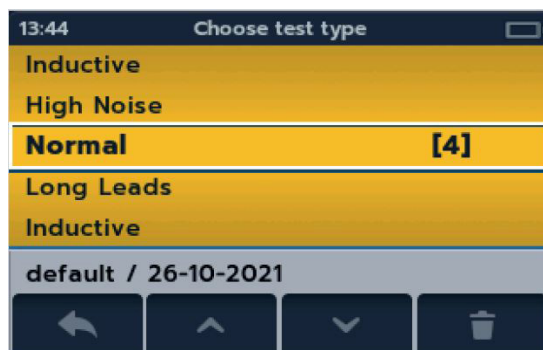 13:44 Choose test type
Inductive
High Noise
Normal [4]
Long Leads
Inductive
default / 26-10-2021